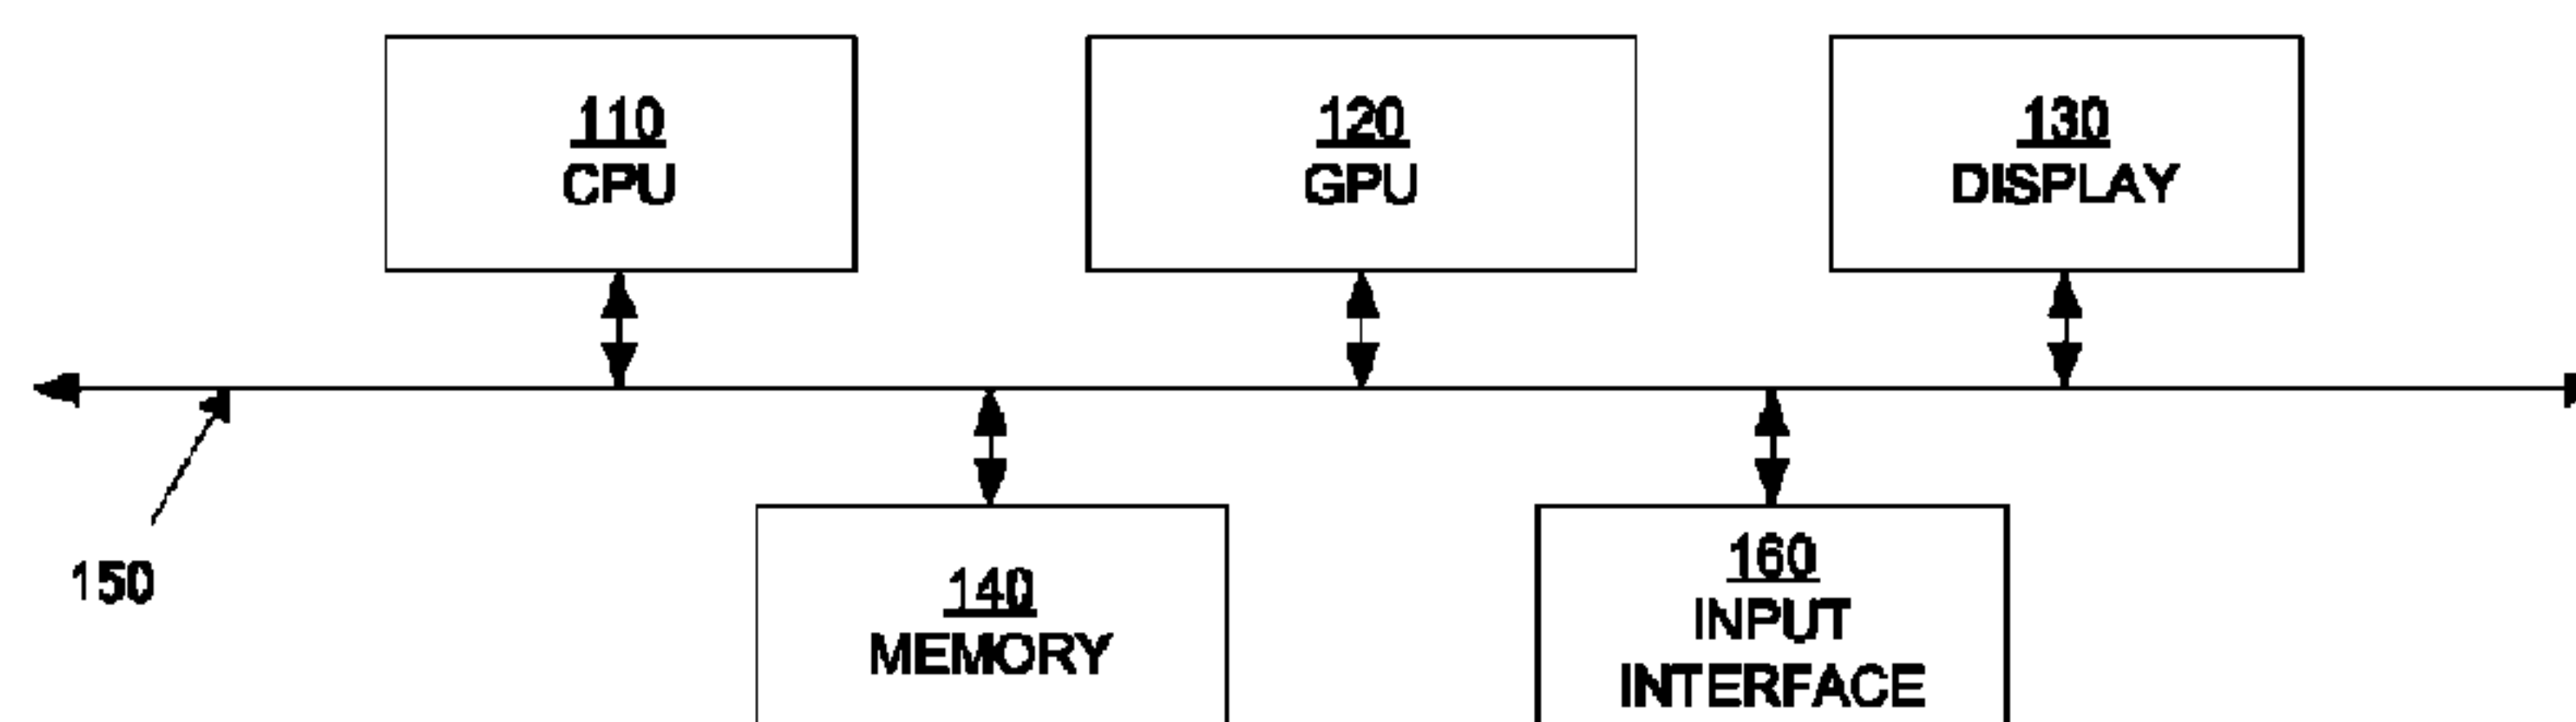 110
CPU
120
GPU
130
DISPLAY
150
140
MEMORY
160
INPUT
INTERFACE